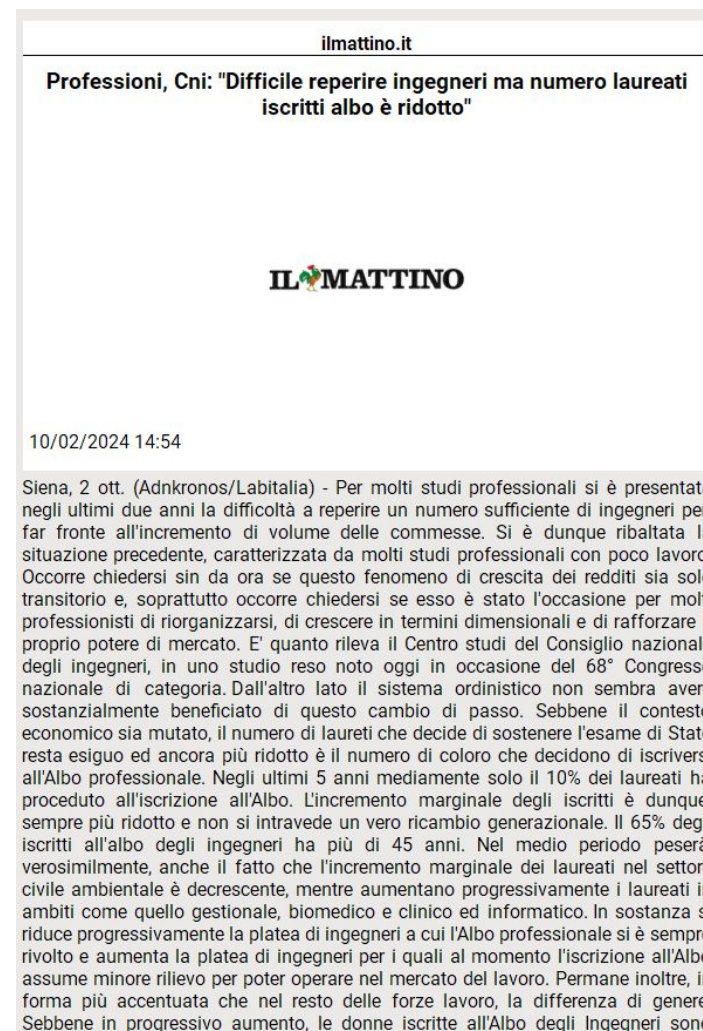 ilmattino.it
Professioni, Cni: "Difficile reperire ingegneri ma numero laureati
iscritti albo è ridotto"
IL MATTINO
10/02/2024 14:54
Siena, 2 ott. (Adnkronos/Labitalia) - Per molti studi professionali si è presentat
negli ultimi due anni la difficoltà a reperire un numero sufficiente di ingegneri per
far fronte all'incremento di volume delle commesse. Si è dunque ribaltata l
situazione precedente, caratterizzata da molti studi professionali con poco lavoro
Occorre chiedersi sin da ora se questo fenomeno di crescita dei redditi sia solo
transitorio e, soprattutto occorre chiedersi se esso è stato l'occasione per molt
professionisti di riorganizzarsi, di crescere in termini dimensionali e di rafforzare
proprio potere di mercato. E' quanto rileva il Centro studi del Consiglio national
degli ingegneri, in uno studio reso noto oggi in occasione del 68° Congresso
nazionale di categoria. Dall'altro lato il sistema ordinistico non sembra aver
sostanzialmente beneficiato di questo cambio di passo. Sebbene il contesto
economico sia mutato, il numero di laureti che decide di sostenere l'esame di Stat
resta esiguo ed ancora più ridotto è il numero di coloro che decidono di iscrivers
all'Albo professionale. Negli ultimi 5 anni mediamente solo il 10% dei laureati ha
proceduto all'iscrizione all'Albo. L'incremento marginale degli iscritti è dunque
sempre più ridotto e non si intravede un vero ricambio generazionale. Il 65% degl
iscritti all'albo degli ingegneri ha più di 45 anni. Nel medio periodo peserà
verosimilmente, anche il fatto che l'incremento marginale dei laureati nel settor
civile ambientale è decrescente, mentre aumentano progressivamente i laureati i
ambiti come quello gestionale, biomedico e clinico ed informatico. In sostanza s
riduce progressivamente la platea di ingegneri a cui l'Albo professionale si è sempr
rivolto e aumenta la platea di ingegneri per i quali al momento l'iscrizione all'Albo
assume minore rilievo per poter operare nel mercato del lavoro. Permane inoltre, i
forma più accentuata che nel resto delle forze lavoro, la differenza di genere
Sebbene in progressivo aumento, le donne iscritte all'Albo degli Ingegneri sono